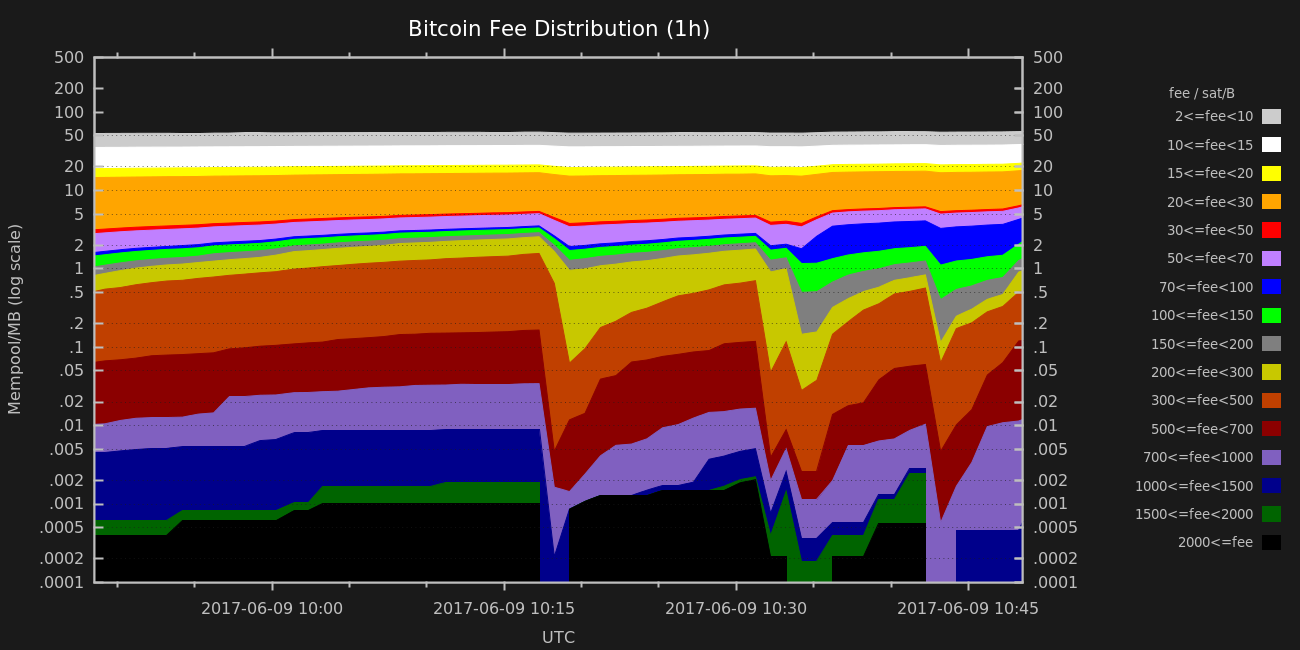 Bitcoin Fee Distribution (1h)
500 500
200 200
100 100
50 50
20 20
10 10
5 5
2 2
1 1
.5 .5
.2 .2
.1 .1
.05 .05
.02 .02
.01 .01
.005 .005
.002 .002
.001 .001
.0005 .0005
.0002 .0002
.0001 .0001
Mempool/MB (log scale)
2017-06-09 10:00 2017-06-09 10:15 2017-06-09 10:30 2017-06-09 10:45
UTC
fee / sat/B
2<=fee<10
10<=fee<15
15<=fee<20
20<=fee<30
30<=fee<50
50<=fee<70
70<=fee<100
100<=fee<150
150<=fee<200
200<=fee<300
300<=fee<500
500<=fee<700
700<=fee<1000
1000<=fee<1500
1500<=fee<2000
2000<=fee